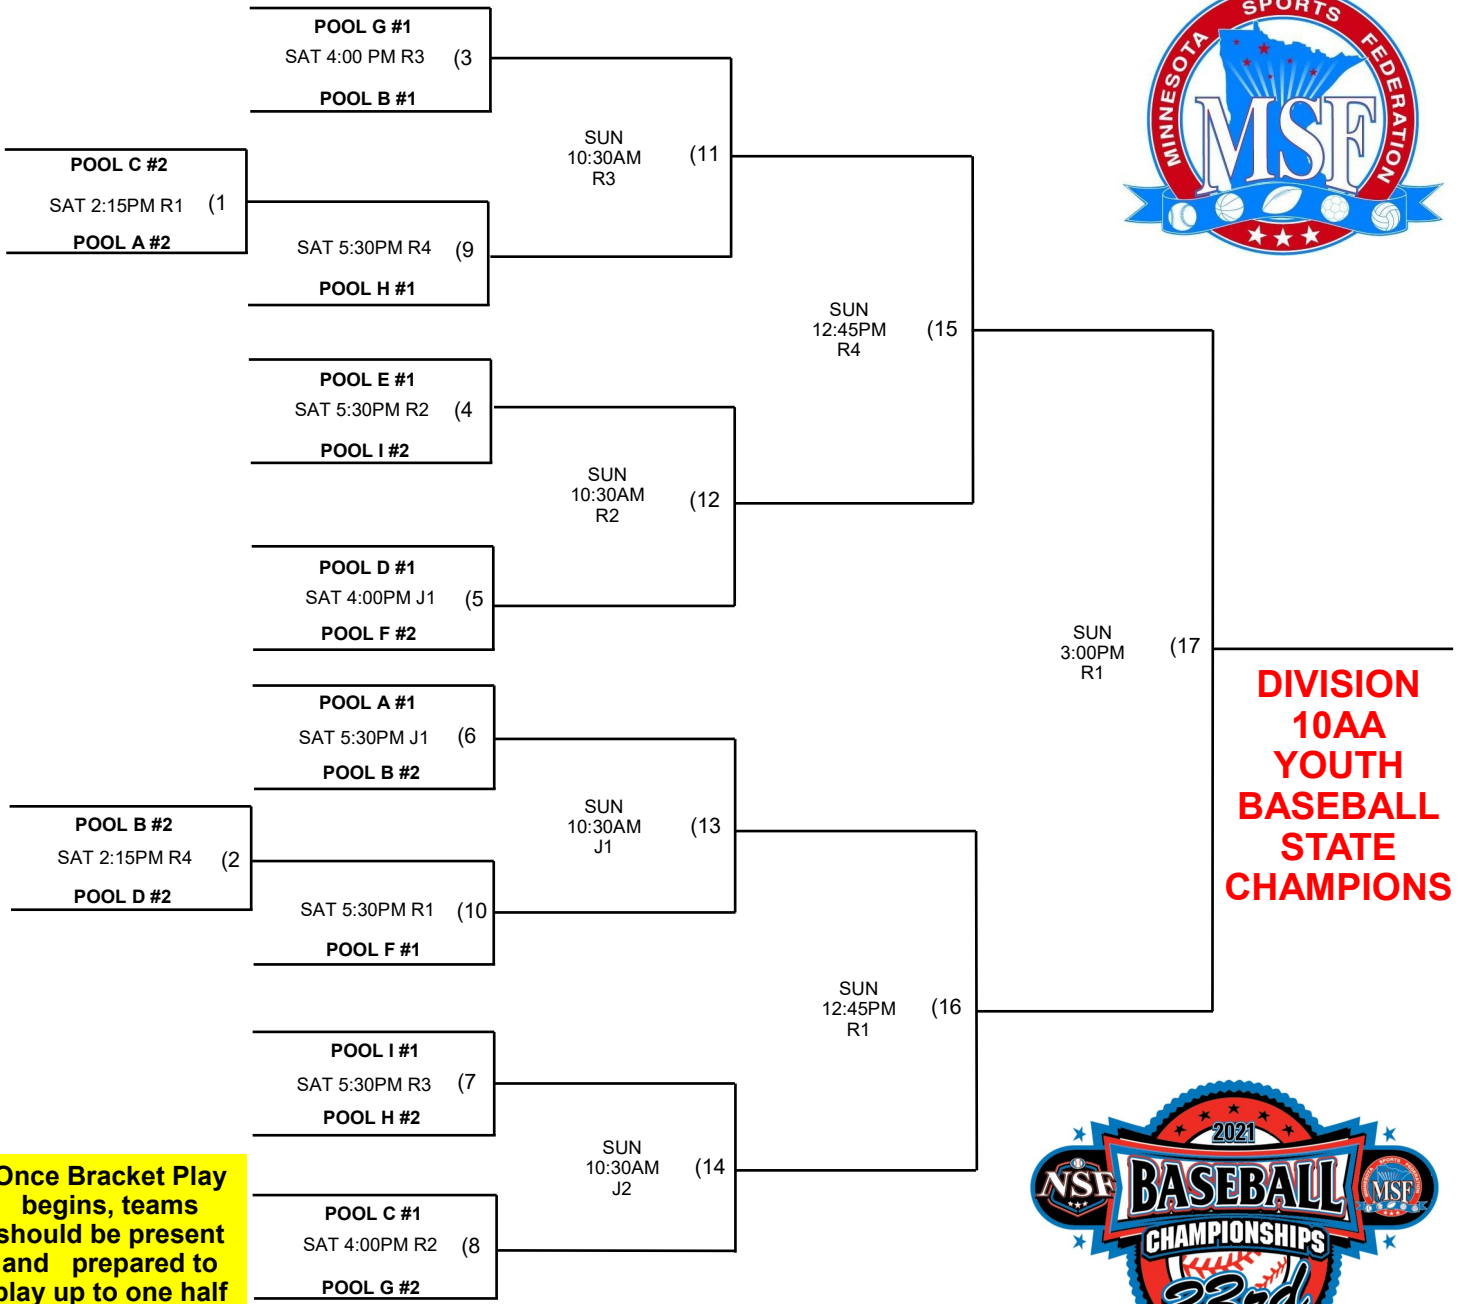 POOL G #1
SAT 4:00 PM R3 (3
POOL B #1
POOL C #2
SAT 2:15PM R1 (1
POOL A #2
SAT 5:30PM R4 (9
POOL H #1
SUN
10:30AM (11
R3
POOL E #1
SAT 5:30PM R2 (4
POOL I #2
SUN
10:30AM (12
R2
POOL D #1
SAT 4:00PM J1 (5
POOL F #2
SUN
12:45PM (15
R4
POOL A #1
SAT 5:30PM J1 (6
POOL B #2
POOL B #2
SAT 2:15PM R4 (2
POOL D #2
SAT 5:30PM R1 (10
POOL F #1
SUN
10:30AM (13
J1
POOL I #1
SAT 5:30PM R3 (7
POOL H #2
SUN
10:30AM (14
J2
POOL C #1
SAT 4:00PM R2 (8
POOL G #2
SUN
12:45PM (16
R1
SUN
3:00PM (17
R1
DIVISION
10AA
YOUTH
BASEBALL
STATE
CHAMPIONS
MINNESOTA SPORTS FEDERATION
MSF
Once Bracket Play
begins, teams
should be present
and prepared to
play up to one half
2021
NSF BASEBALL MSF
CHAMPIONSHIPS
23rd